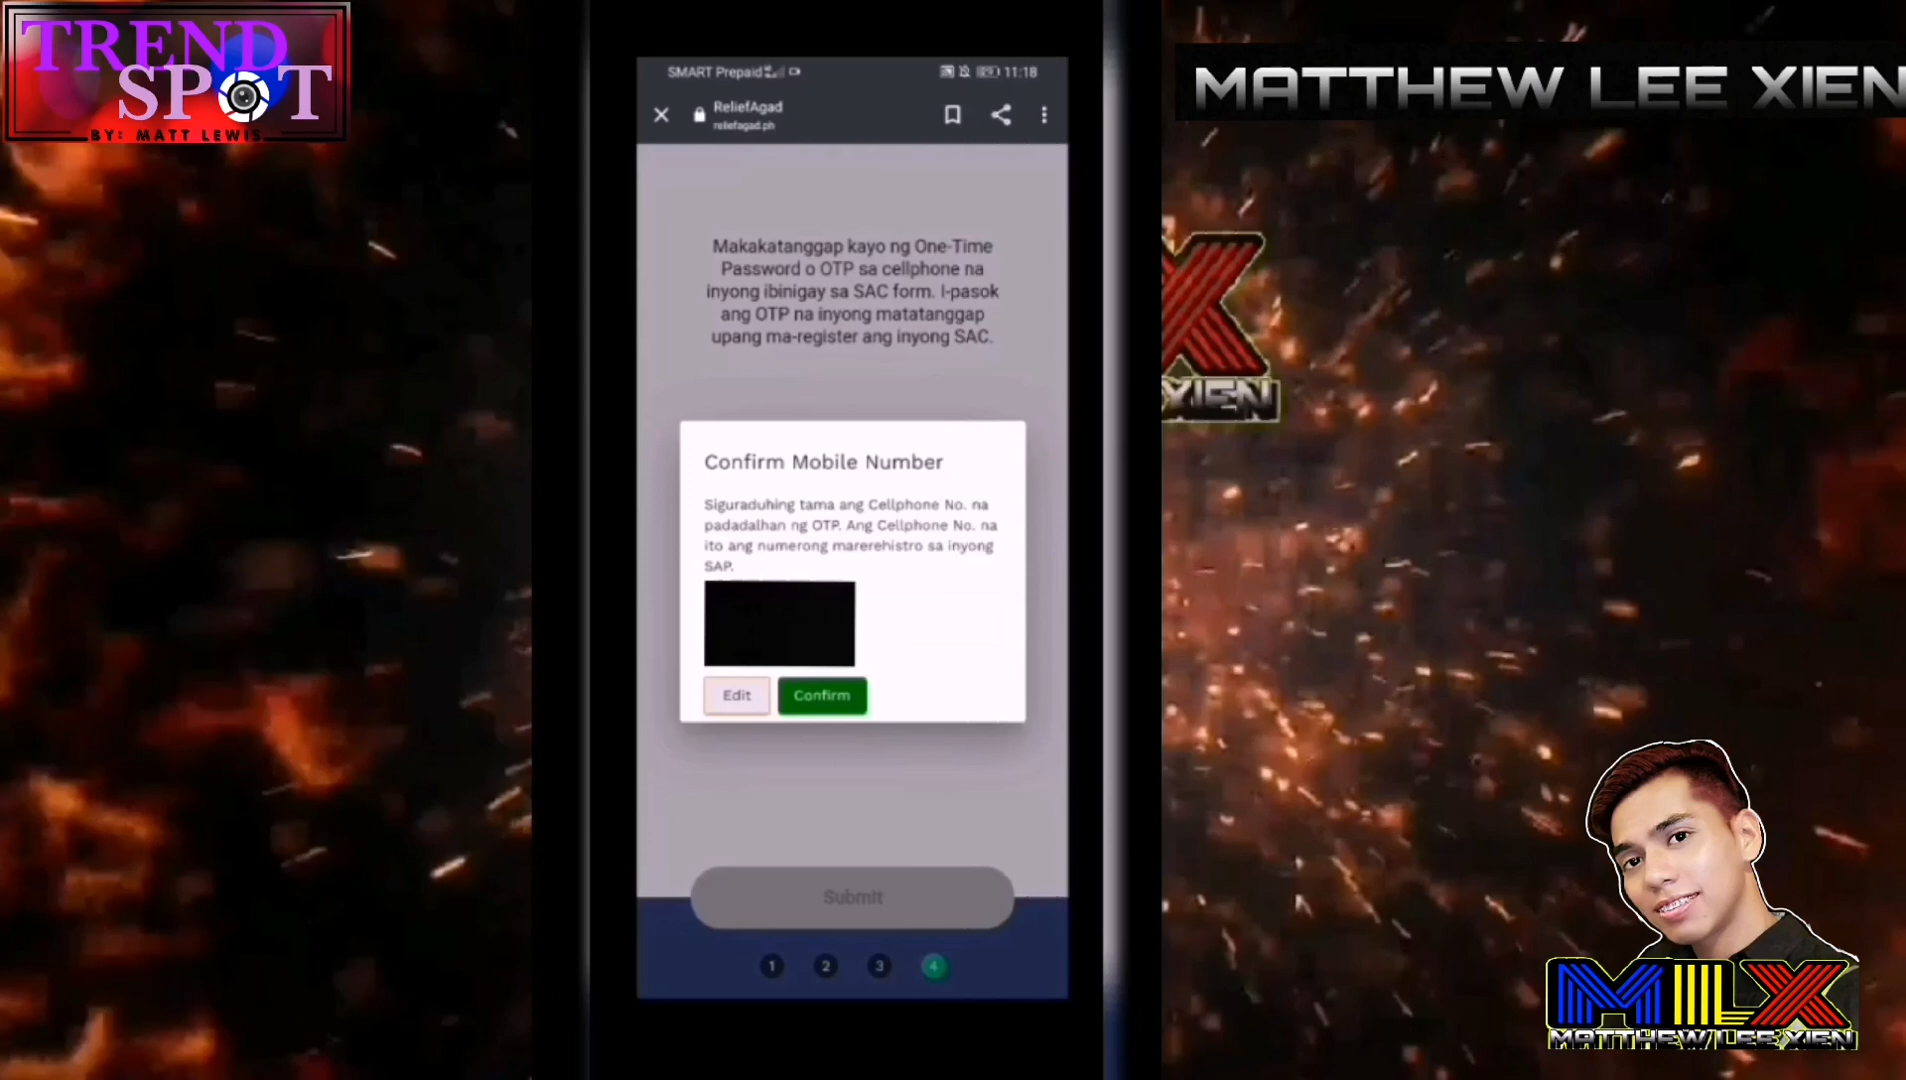 TREND
SPOT
BY: MATT LEWIS
MATTHEW LEE XIEN
SMART Prepaid
11:18
ReliefAgad
reliefagad.ph
Makakatanggap kayo ng One-Time
Password o OTP sa cellphone na
inyong ibinigay sa SAC form. I-pasok
ang OTP na inyong matatanggap
upang ma-register ang inyong SAC.
X
XIEN
Confirm Mobile Number
Siguraduhing tama ang Cellphone No. na
padadalhan ng OTP. Ang Cellphone No. na
ito ang numerong marerehistro sa inyong
SAP.
Edit
Confirm
Submit
1 2 3 4
MLX
MATTHEW LEE XIEN